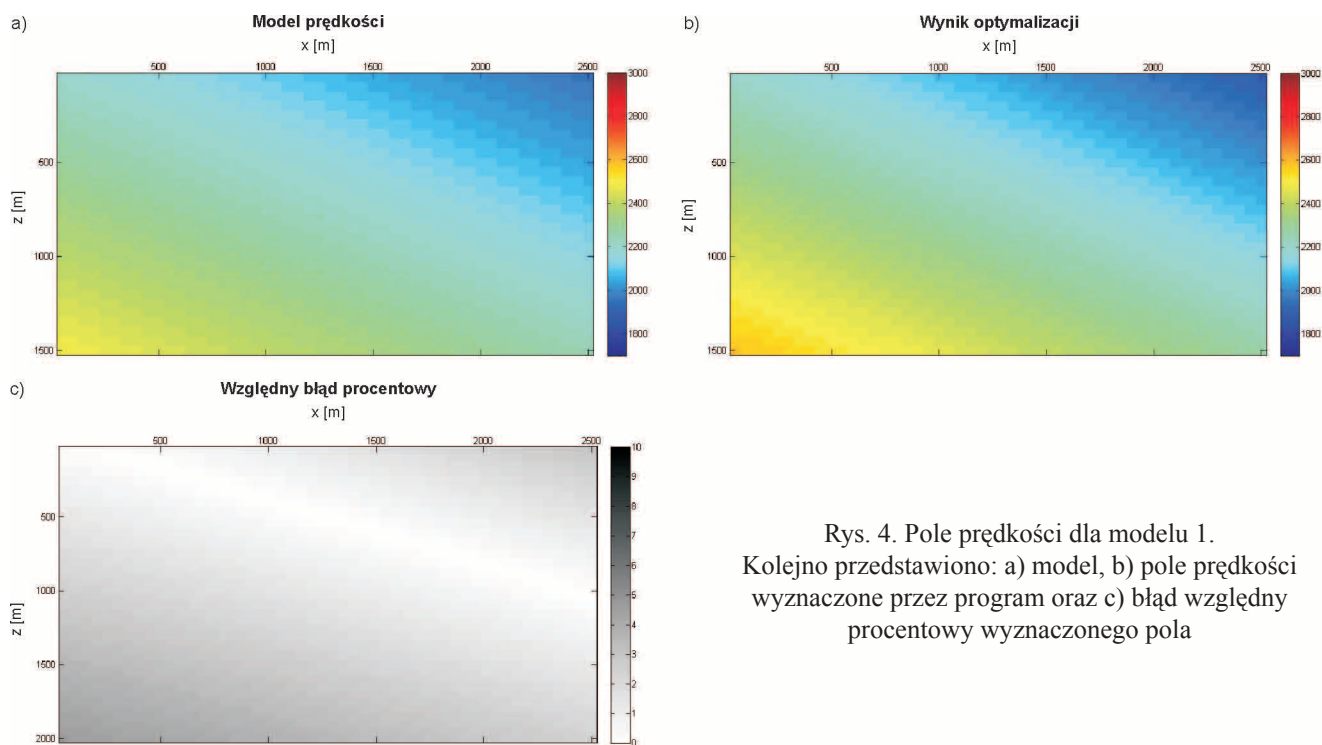 a)
Model prędkości
x [m]
500 1000 1500 2000 2500
z [m]
500
1000
1500
3000
2800
2600
2400
2200
2000
1800
b)
Wynik optymalizacji
x [m]
500 1000 1500 2000 2500
z [m]
500
1000
1500
3000
2800
2600
2400
2200
2000
1800
c)
Względny błąd procentowy
x [m]
500 1000 1500 2000 2500
z [m]
500
1000
1500
2000
10
9
8
7
6
5
4
3
2
1
0
Rys. 4. Pole prędkości dla modelu 1.
Kolejno przedstawiono: a) model, b) pole prędkości
wyznaczone przez program oraz c) błąd względny
procentowy wyznaczonego pola